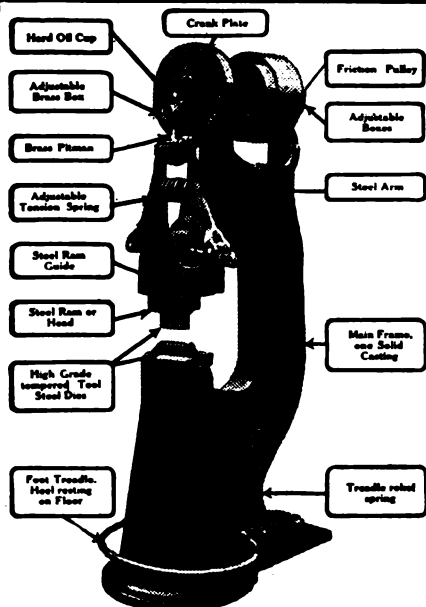 Crank Plate
Hard Oil Cup
Adjustable
Brass Box
Brass Pitman
Adjustable
Tension Spring
Steel Ram
Guide
Steel Ram or
Head
High Grade
tempered Tool
Steel Dies
Foot Treadle.
Heel resting
on Floor
Friction Pulley
Adjustable
Boxes
Steel Arm
Main Frame,
one Solid
Casting
Treadle relief
spring